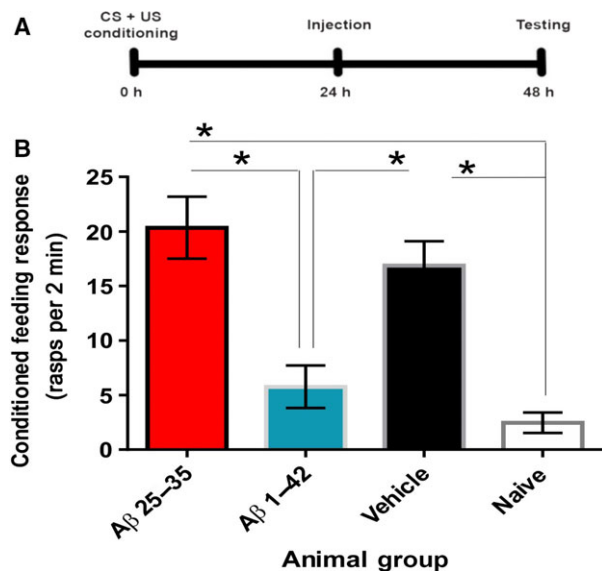 A
CS + US
conditioning
Injection
Testing
0 h
24 h
48 h
B
*
*
*
*
Conditioned feeding response
(rasps per 2 min)
25
20
15
10
5
0
Aβ 25–35
Aβ 1–42
Vehicle
Naive
Animal group